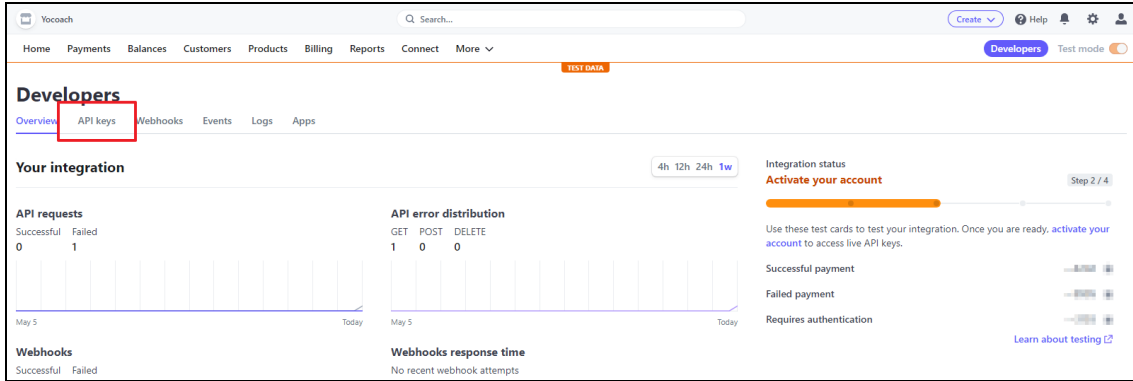 Yocoach
Search...
Create
Help
Home Payments Balances Customers Products Billing Reports Connect More
Developers Test mode
TEST DATA
Developers
Overview API keys Webhooks Events Logs Apps
Your integration
4h 12h 24h 1w
API requests
Successful Failed
0 1
May 5 Today
API error distribution
GET POST DELETE
1 0 0
May 5 Today
Webhooks
Successful Failed
Webhooks response time
No recent webhook attempts
Integration status
Activate your account Step 2 / 4
Use these test cards to test your integration. Once you are ready, activate your
account to access live API keys.
Successful payment
Failed payment
Requires authentication
Learn about testing